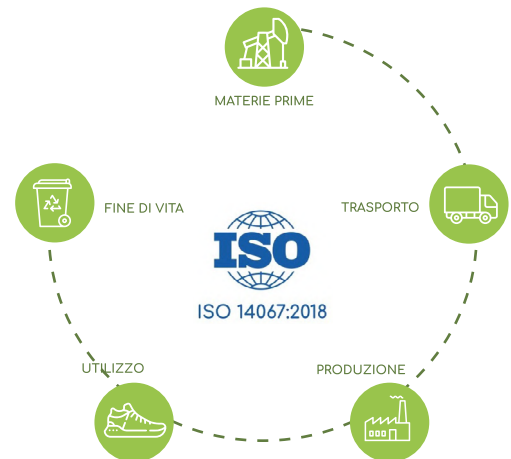 MATERIE PRIME
FINE DI VITA
TRASPORTO
ISO
ISO 14067:2018
UTILIZZO
PRODUZIONE